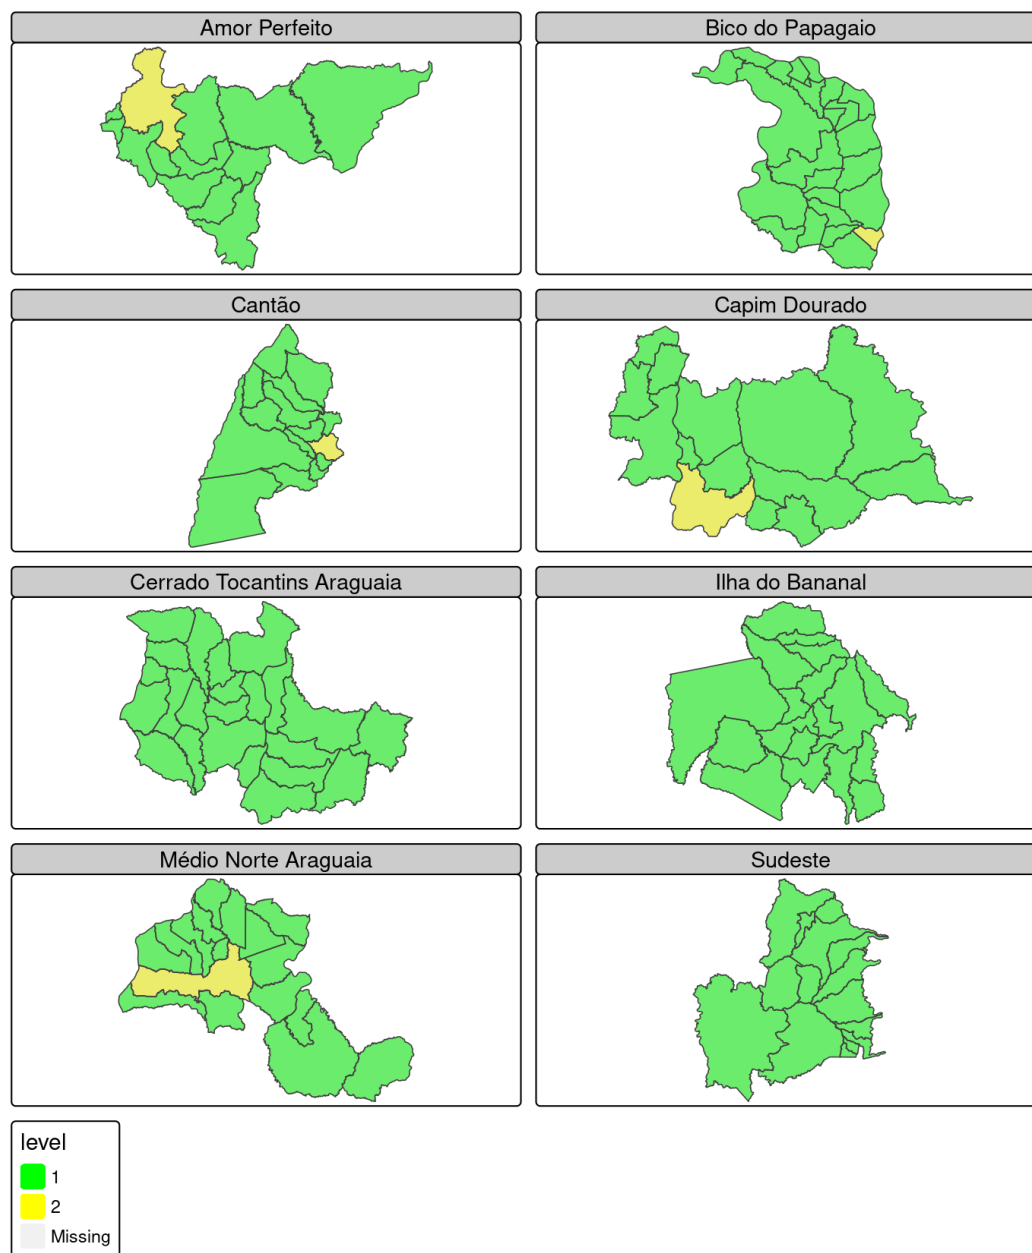 Amor Perfeito
Bico do Papagaio
Cantão
Capim Dourado
Cerrado Tocantins Araguaia
Ilha do Bananal
Médio Norte Araguaia
Sudeste
level
1
2
Missing